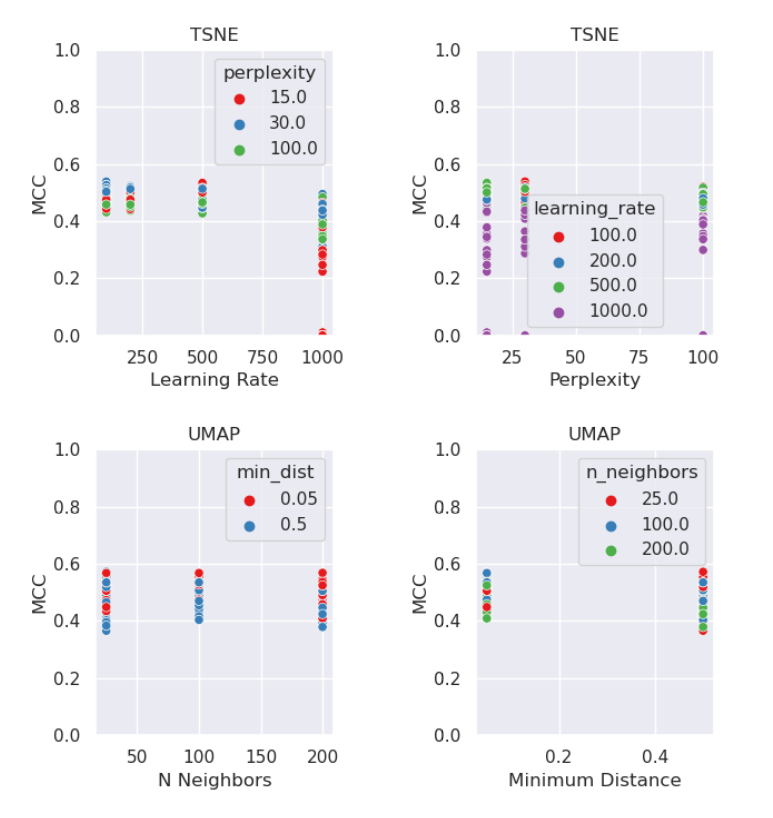 TSNE
1.0
0.8
0.6
0.4
0.2
0.0
MCC
perplexity
15.0
30.0
100.0
250 500 750 1000
Learning Rate
TSNE
1.0
0.8
0.6
0.4
0.2
0.0
MCC
learning_rate
100.0
200.0
500.0
1000.0
25 50 75 100
Perplexity
UMAP
1.0
0.8
0.6
0.4
0.2
0.0
MCC
min_dist
0.05
0.5
50 100 150 200
N Neighbors
UMAP
1.0
0.8
0.6
0.4
0.2
0.0
MCC
n_neighbors
25.0
100.0
200.0
0.2 0.4
Minimum Distance